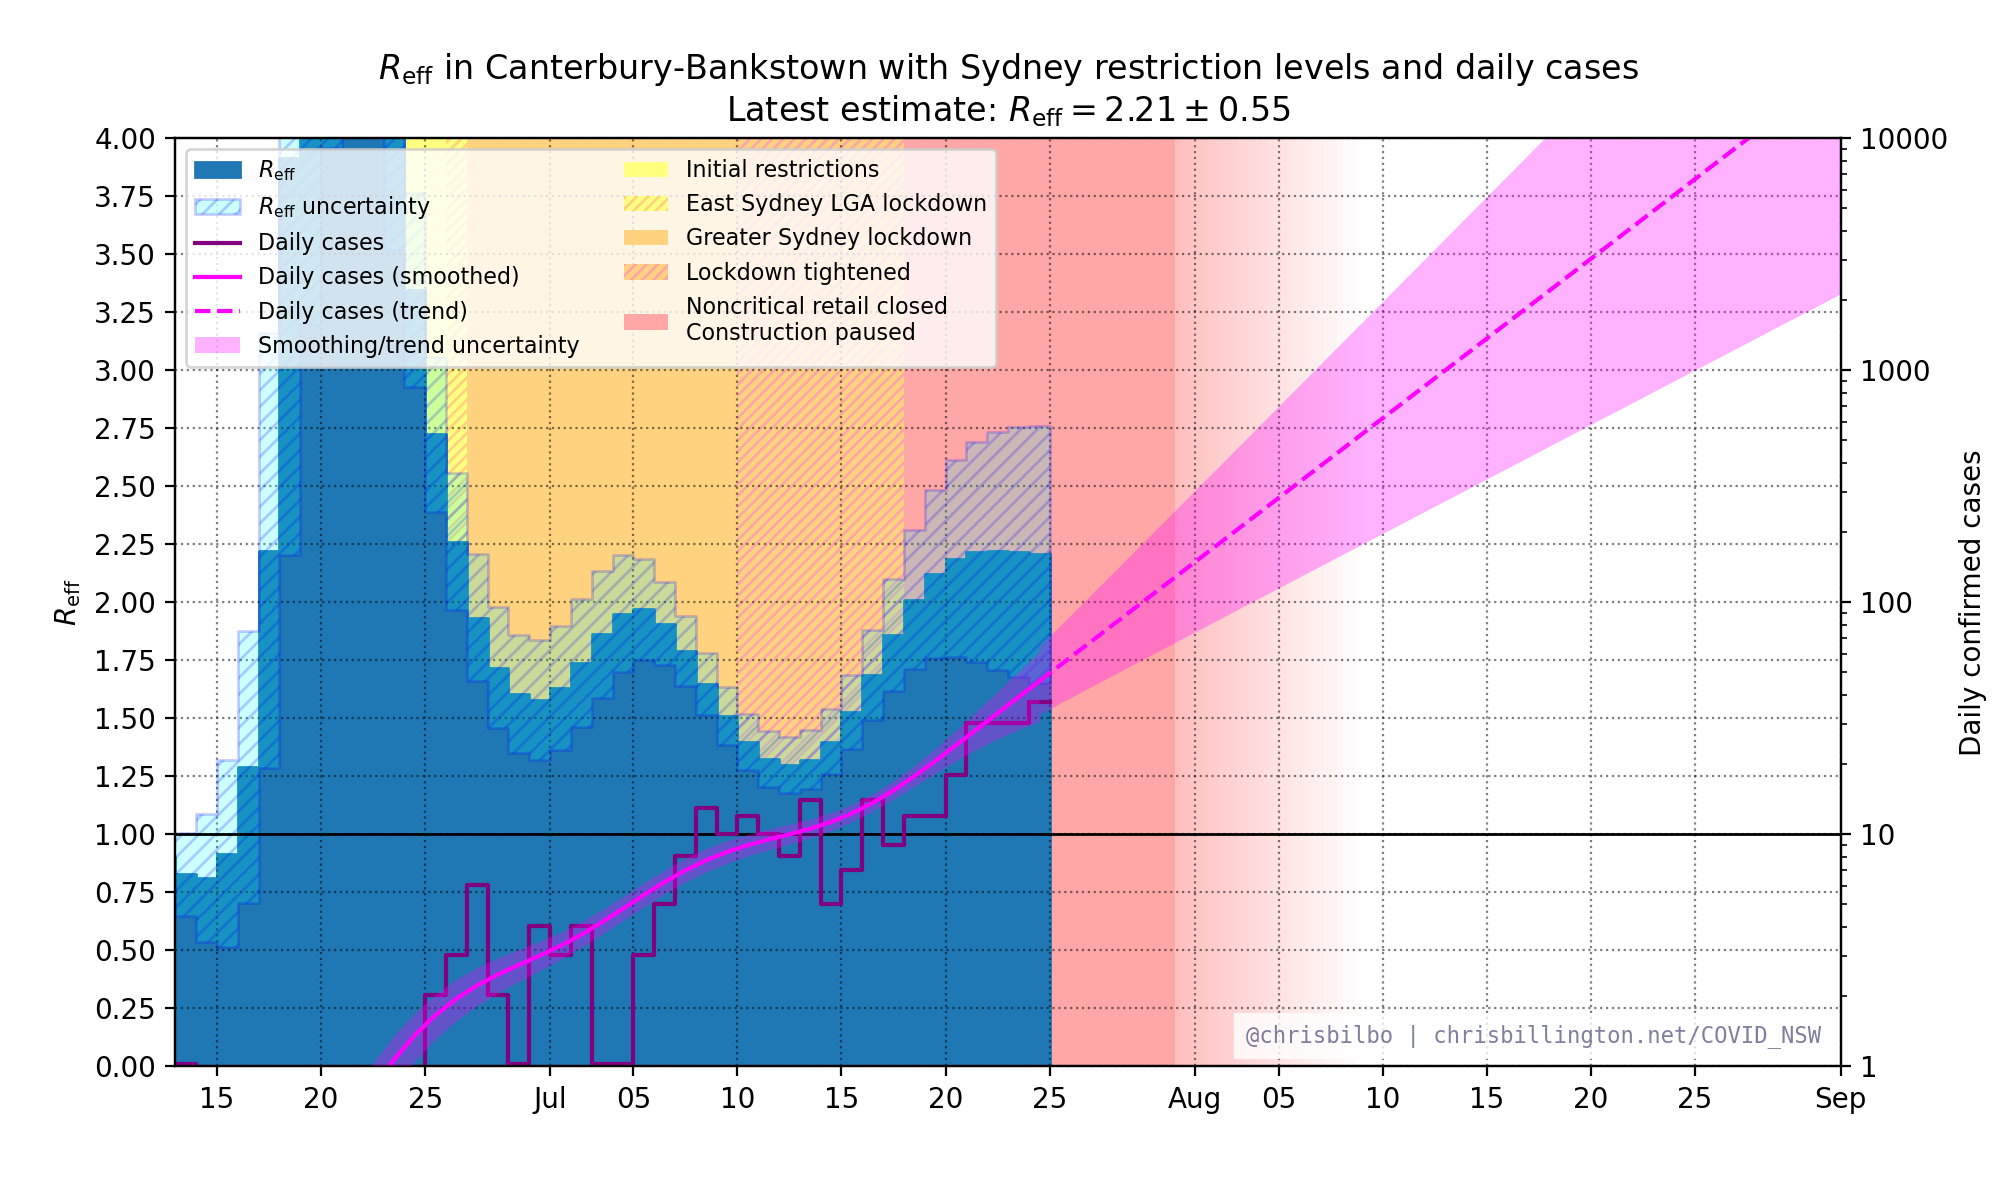 Reff in Canterbury-Bankstown with Sydney restriction levels and daily cases
Latest estimate: Reff = 2.21 ± 0.55
Reff
Reff uncertainty
Daily cases
Daily cases (smoothed)
Daily cases (trend)
Smoothing/trend uncertainty
Initial restrictions
East Sydney LGA lockdown
Greater Sydney lockdown
Lockdown tightened
Noncritical retail closed
Construction paused
4.00
3.75
3.50
3.25
3.00
2.75
2.50
2.25
2.00
1.75
1.50
1.25
1.00
0.75
0.50
0.25
0.00
Reff
10000
1000
100
10
1
Daily confirmed cases
@chrisbilbo | chrisbillington.net/COVID_NSW
15 20 25 Jul 05 10 15 20 25 Aug 05 10 15 20 25 Sep